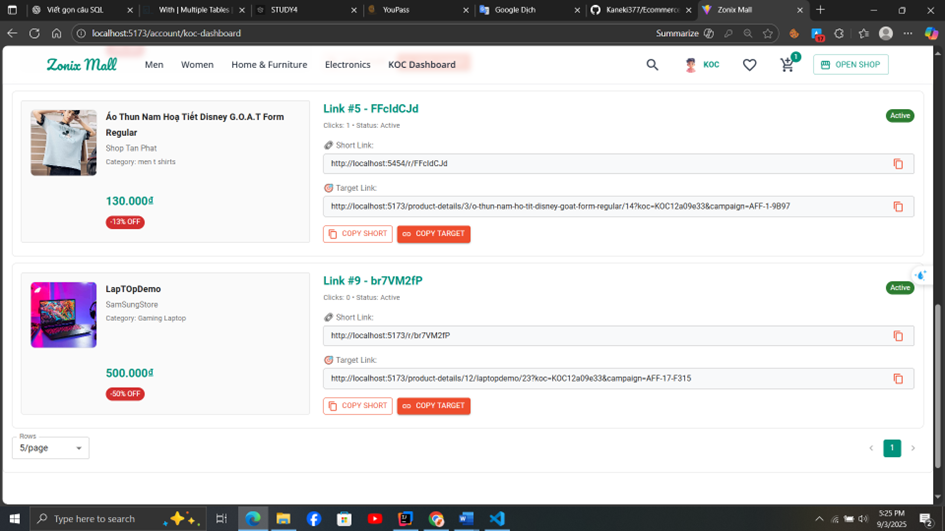 Viết gọn câu SQL
With | Multiple Tables |
STUDY4
YouPass
Google Dịch
Kaneki377/Ecommerc
Zonix Mall
localhost:5173/account/koc-dashboard
Summarize
Zonix Mall
Men
Women
Home & Furniture
Electronics
KOC Dashboard
KOC
1
OPEN SHOP
Áo Thun Nam Hoạ Tiết Disney G.O.A.T Form
Regular
Shop Tan Phat
Category: men t shirts
130.000₫
-13% OFF
Link #5 - FFcIdCJd
Clicks: 1 • Status: Active
Active
Short Link:
http://localhost:5454/r/FFcIdCJd
Target Link:
http://localhost:5173/product-details/3/o-thun-nam-ho-tit-disney-goat-form-regular/14?koc=KOC12a09e33&campaign=AFF-1-9B97
COPY SHORT
COPY TARGET
LapTOpDemo
SamSungStore
Category: Gaming Laptop
500.000₫
-50% OFF
Link #9 - br7VM2fP
Clicks: 0 • Status: Active
Active
Short Link:
http://localhost:5173/r/br7VM2fP
Target Link:
http://localhost:5173/product-details/12/laptopdemo/23?koc=KOC12a09e33&campaign=AFF-17-F315
COPY SHORT
COPY TARGET
Rows
5/page
1
Type here to search
5:25 PM
9/3/2025
2